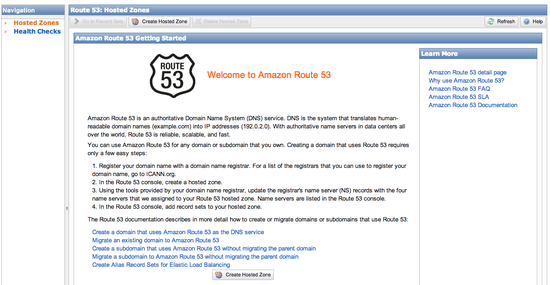 Navigation
Hosted Zones
Health Checks
Route 53: Hosted Zones
Go to Record Sets
Create Hosted Zone
Delete Hosted Zone
Refresh
Help
Amazon Route 53 Getting Started
ROUTE
53
Welcome to Amazon Route 53
Amazon Route 53 is an authoritative Domain Name System (DNS) service. DNS is the system that translates human-
readable domain names (example.com) into IP addresses (192.0.2.0). With authoritative name servers in data centers all
over the world, Route 53 is reliable, scalable, and fast.
You can use Amazon Route 53 for any domain or subdomain that you own. Creating a domain that uses Route 53 requires
only a few easy steps:
1. Register your domain name with a domain name registrar. For a list of the registrars that you can use to register your
domain name, go to ICANN.org.
2. In the Route 53 console, create a hosted zone.
3. Using the tools provided by your domain name registrar, update the registrar's name server (NS) records with the four
name servers that we assigned to your Route 53 hosted zone. Name servers are listed in the Route 53 console.
4. In the Route 53 console, add record sets to your hosted zone.
The Route 53 documentation describes in more detail how to create or migrate domains or subdomains that use Route 53:
Create a domain that uses Amazon Route 53 as the DNS service
Migrate an existing domain to Amazon Route 53
Create a subdomain that uses Amazon Route 53 without migrating the parent domain
Migrate a subdomain to Amazon Route 53 without migrating the parent domain
Create Alias Record Sets for Elastic Load Balancing
Create Hosted Zone
Learn More
Amazon Route 53 detail page
Why use Amazon Route 53?
Amazon Route 53 FAQ
Amazon Route 53 SLA
Amazon Route 53 Documentation